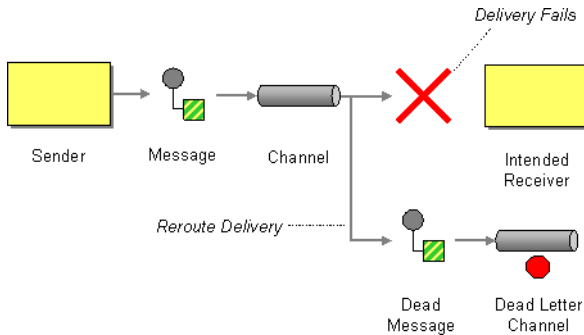 Delivery Fails
Sender
Message
Channel
Intended
Receiver
Reroute Delivery
Dead
Message
Dead Letter
Channel